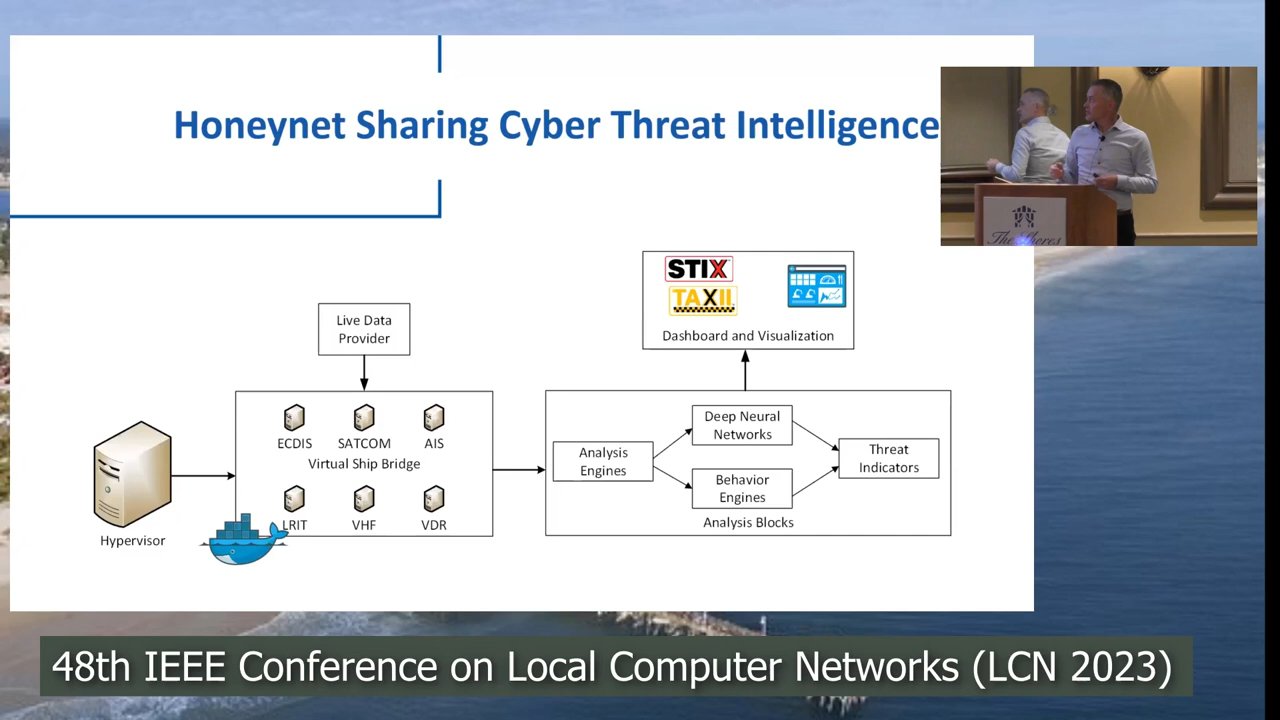 Honeynet Sharing Cyber Threat Intelligence
The Shores
STIX
TAXII
Dashboard and Visualization
Live Data
Provider
ECDIS
SATCOM
AIS
Virtual Ship Bridge
LRIT
VHF
VDR
Hypervisor
Analysis
Engines
Deep Neural
Networks
Behavior
Engines
Threat
Indicators
Analysis Blocks
48th IEEE Conference on Local Computer Networks (LCN 2023)